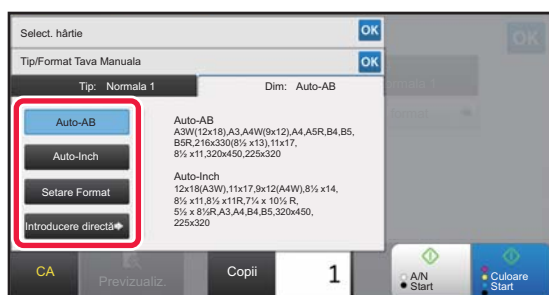 Select. hârtie
OK
OK
Tip/Format Tava Manuala
OK
Tip: Normala 1
Dim: Auto-AB
Auto-AB
Auto-Inch
Setare Format
Introducere directă
Auto-AB
A3W(12x18),A3,A4W(9x12),A4,A5R,B4,B5,
B5R,216x330(8½ x13),11x17,
8½ x11,320x450,225x320
Auto-Inch
12x18(A3W),11x17,9x12(A4W),8½ x14,
8½ x11,8½ x11R,7¼ x 10½ R,
5½ x 8½R,A3,A4,B4,B5,320x450,
225x320
CA
Previzualiz.
Copii
1
A/N
Start
Culoare
Start